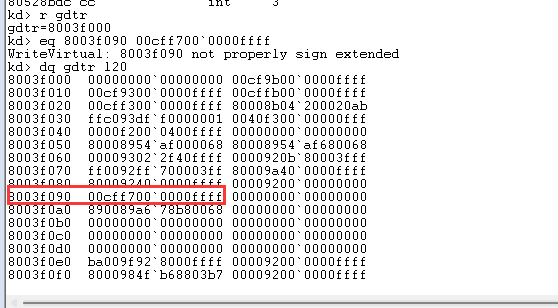 80528bdc cc int 3
kd> r gdtr
gdtr=8003f000
kd> eq 8003f090 00cff700`0000ffff
WriteVirtual: 8003f090 not properly sign extended
kd> dq gdtr 120
8003f000 00000000`00000000 00cf9b00`0000ffff
8003f010 00cf9300`0000ffff 00cffb00`0000ffff
8003f020 00cff300`0000ffff 80008b04`200020ab
8003f030 ffc093df`f0000001 0040f300`00000fff
8003f040 0000f200`0400ffff 00000000`00000000
8003f050 80008954`af000068 80008954`af680068
8003f060 00009302`2f40ffff 0000920b`80003fff
8003f070 ff0092ff`700003ff 80009a40`0000ffff
8003f080 80009240`0000ffff 00009200`00000000
8003f090 00cff700`0000ffff 00000000`00000000
8003f0a0 890089a6`78b80068 00000000`00000000
8003f0b0 00000000`00000000 00000000`00000000
8003f0c0 00000000`00000000 00000000`00000000
8003f0d0 00000000`00000000 00000000`00000000
8003f0e0 ba009f92`8000ffff 00009200`0000ffff
8003f0f0 8000984f`b68803b7 00009200`0000ffff